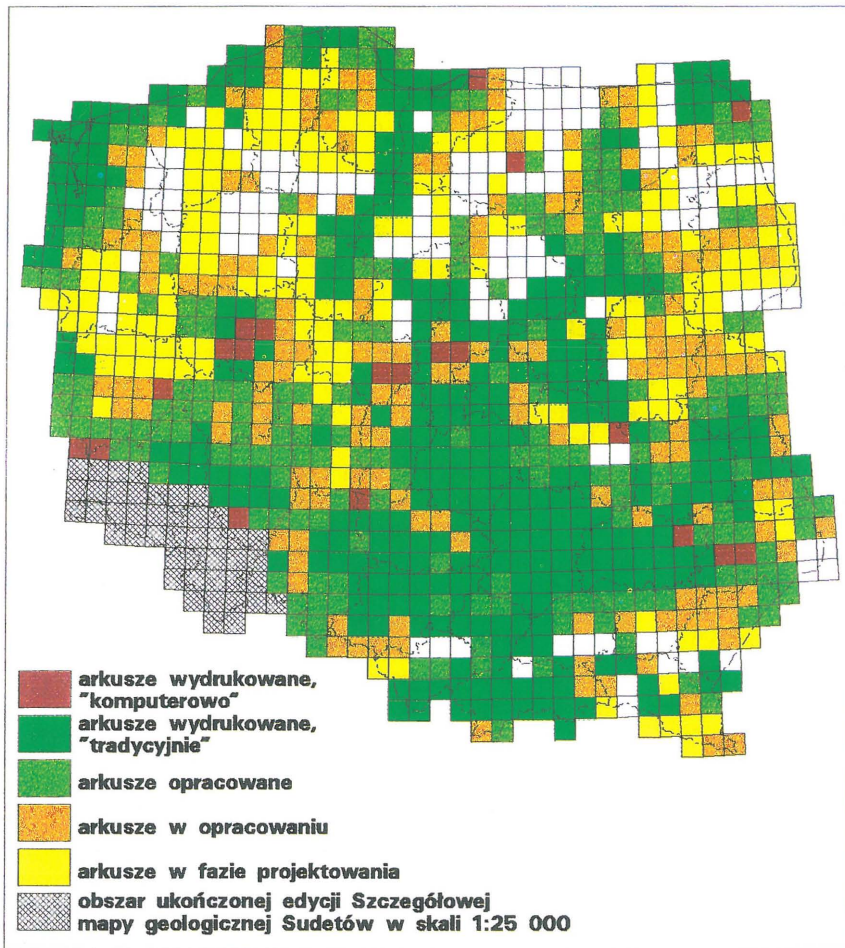 arkusze wydrukowane,
"komputerowo"
arkusze wydrukowane,
"tradycyjnie"
arkusze opracowane
arkusze w opracowaniu
arkusze w fazie projektowania
obszar ukończonej edycji Szczegółowej
mapy geologicznej Sudetów w skali 1:25 000